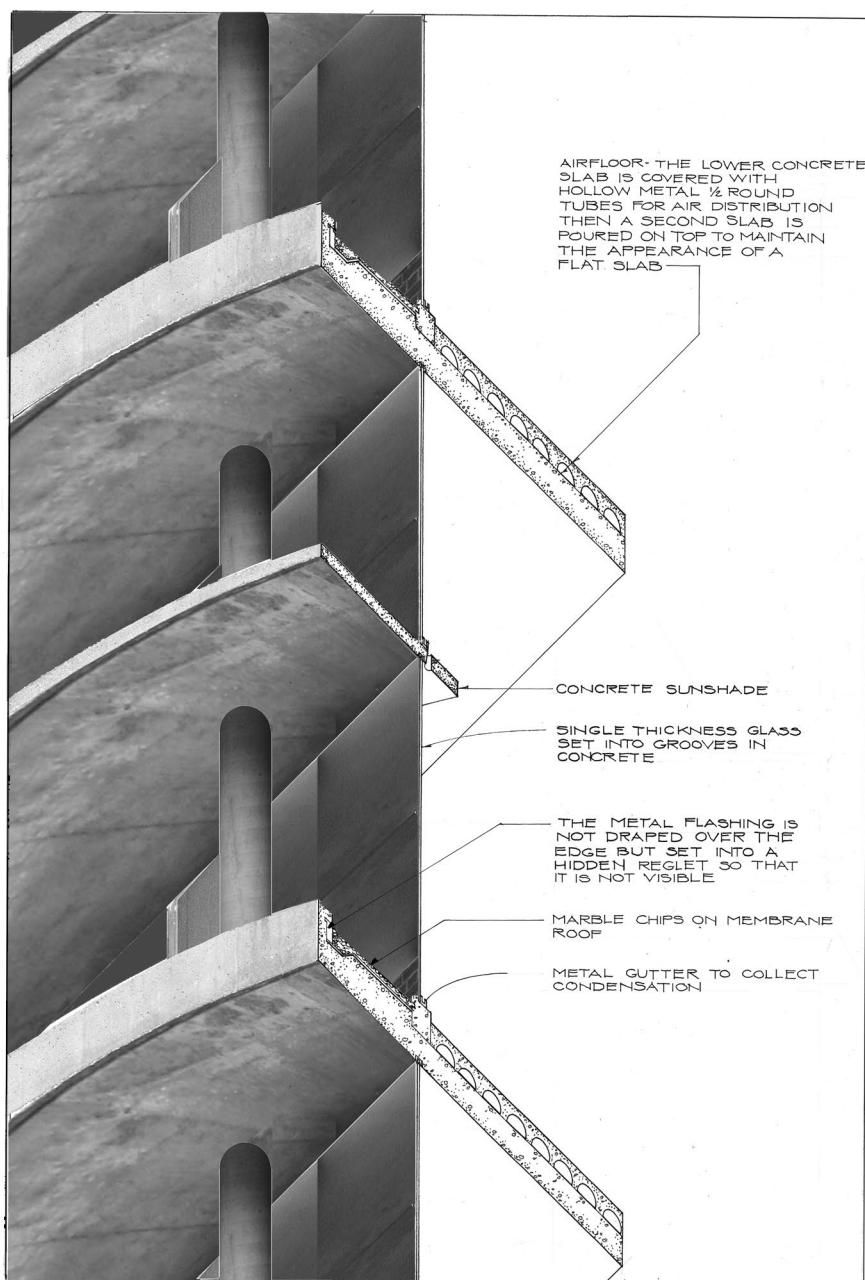 AIRFLOOR- THE LOWER CONCRETE
SLAB IS COVERED WITH
HOLLOW METAL ½ ROUND
TUBES FOR AIR DISTRIBUTION
THEN A SECOND SLAB IS
POURED ON TOP TO MAINTAIN
THE APPEARANCE OF A
FLAT SLAB
CONCRETE SUNSHADE
SINGLE THICKNESS GLASS
SET INTO GROOVES IN
CONCRETE
THE METAL FLASHING IS
NOT DRAPED OVER THE
EDGE BUT SET INTO A
HIDDEN REGLET SO THAT
IT IS NOT VISIBLE
MARBLE CHIPS ON MEMBRANE
ROOF
METAL GUTTER TO COLLECT
CONDENSATION